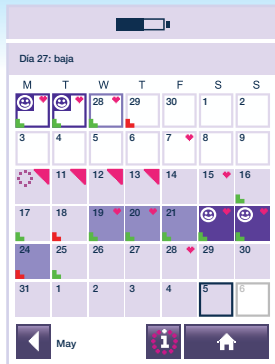 Día 27: baja
M T W T F S S
28 29 30 1 2
3 4 5 6 7 8 9
11 12 13 14 15 16
17 18 19 20 21
24 25 26 27 28 29 30
31 1 2 3 4 5 6
May